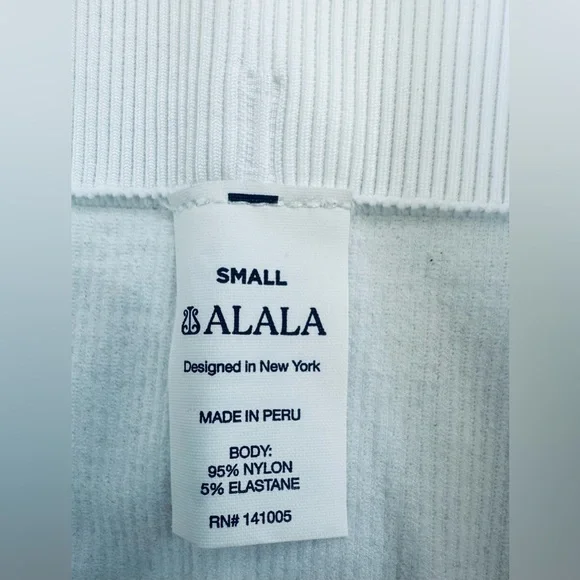 SMALL
ALALA
Designed in New York
MADE IN PERU
BODY:
95% NYLON
5% ELASTANE
RN# 141005